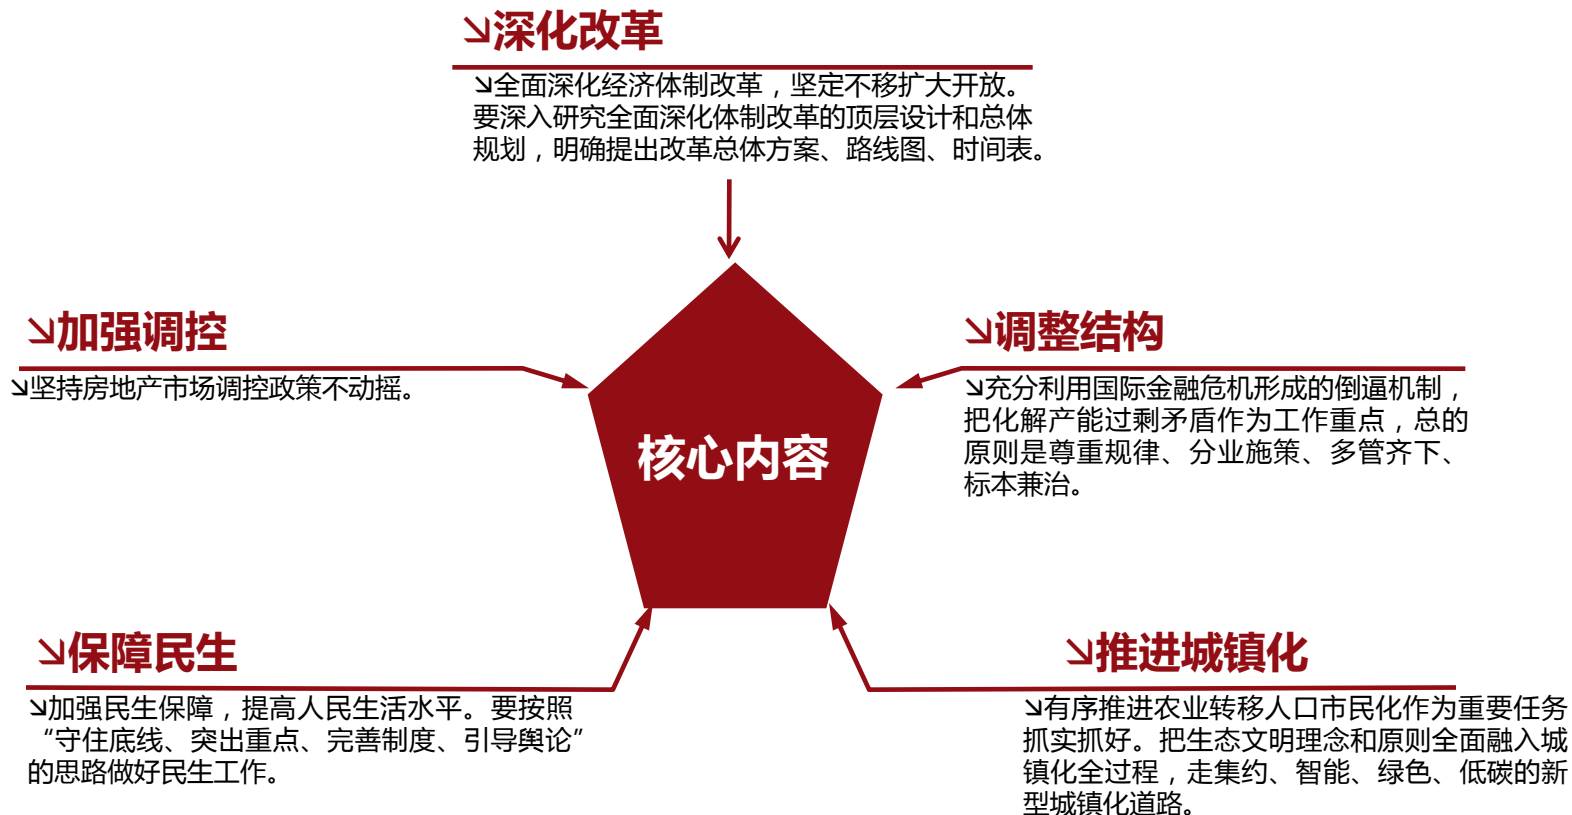 深化改革
全面深化经济体制改革，坚定不移扩大开放。
要深入研究全面深化体制改革的顶层设计和总体
规划，明确提出改革总体方案、路线图、时间表。
加强调控
坚持房地产市场调控政策不动摇。
调整结构
充分利用国际金融危机形成的倒逼机制，
把化解产能过剩矛盾作为工作重点，总的
原则是尊重规律、分业施策、多管齐下、
标本兼治。
核心内容
保障民生
加强民生保障，提高人民生活水平。要按照
“守住底线、突出重点、完善制度、引导舆论”
的思路做好民生工作。
推进城镇化
有序推进农业转移人口市民化作为重要任务
抓实抓好。把生态文明理念和原则全面融入城
镇化全过程，走集约、智能、绿色、低碳的新
型城镇化道路。